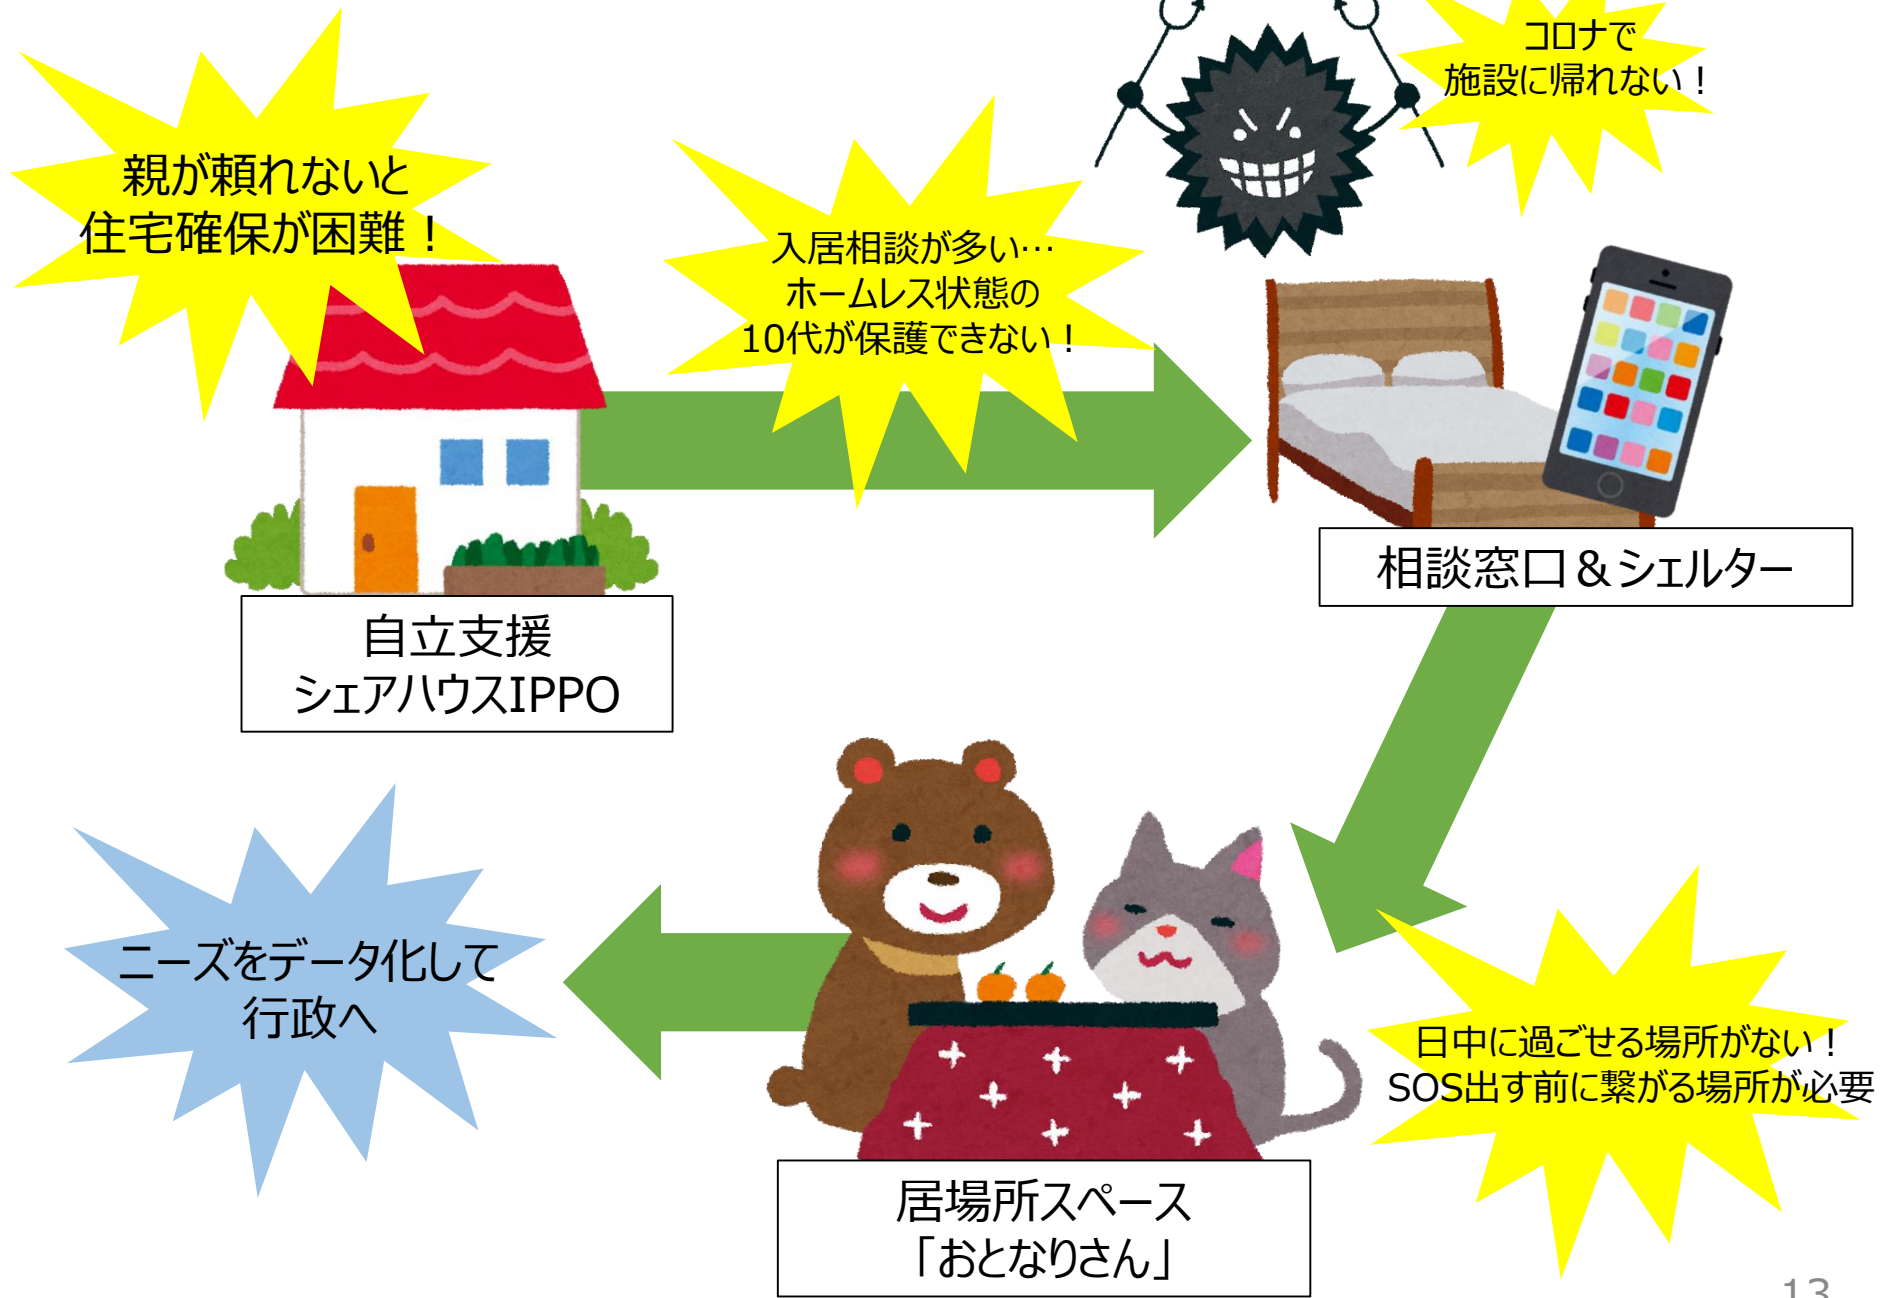 コロナで
施設に帰れない！
親が頼れないと
住宅確保が困難！
入居相談が多い…
ホームレス状態の
10代が保護できない！
相談窓口＆シェルター
自立支援
シェアハウスIPPO
ニーズをデータ化して
行政へ
日中に過ごせる場所がない！
SOS出す前に繋がる場所が必要
居場所スペース
「おとなりさん」
13